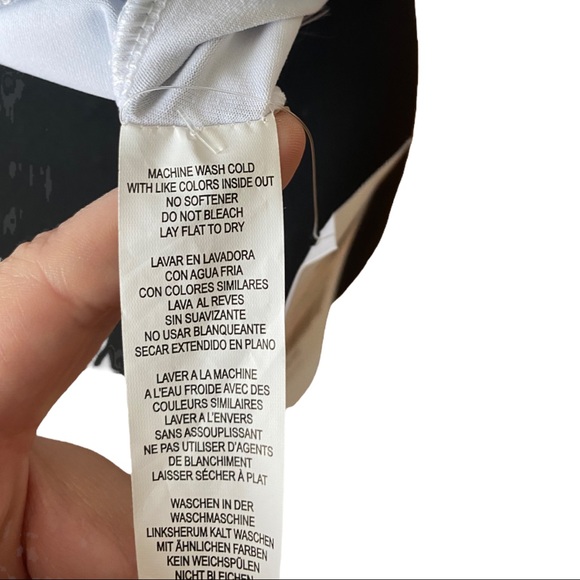 MACHINE WASH COLD
WITH LIKE COLORS INSIDE OUT
NO SOFTENER
DO NOT BLEACH
LAY FLAT TO DRY
LAVAR EN LAVADORA
CON AGUA FRIA
CON COLORES SIMILARES
LAVA AL REVES
SIN SUAVIZANTE
NO USAR BLANQUEANTE
SECAR EXTENDIDO EN PLANO
LAVER A LA MACHINE
A L'EAU FROIDE AVEC DES
COULEURS SIMILAIRES
LAVER A L'ENVERS
SANS ASSOUPLISSANT
NE PAS UTILISER D'AGENTS
DE BLANCHIMENT
LAISSER SÉCHER À PLAT
WASCHEN IN DER
WASCHMASCHINE
LINKSHERUM KALT WASCHEN
MIT ÄHNLICHEN FARBEN
KEIN WEICHSPÜLEN
NICHT BLEICHEN